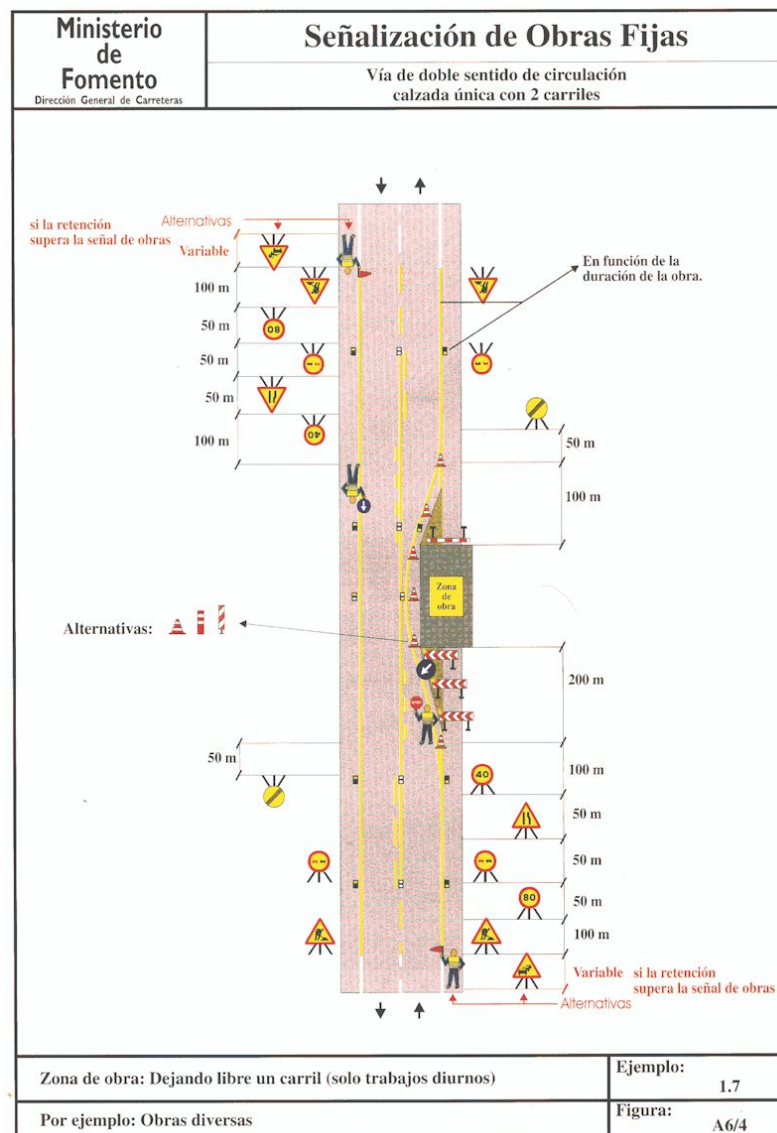 Ministerio
de
Fomento
Dirección General de Carreteras
Señalización de Obras Fijas
Vía de doble sentido de circulación
calzada única con 2 carriles
si la retención
supera la señal de obras
Alternativas
Variable
100 m
50 m
50 m
50 m
100 m
80
40
En función de la
duración de la obra.
50 m
100 m
Zona
de
obra
Alternativas:
200 m
STOP
50 m
100 m
40
50 m
50 m
50 m
80
100 m
Variable
si la retención
supera la señal de obras
Alternativas
Zona de obra: Dejando libre un carril (solo trabajos diurnos)
Ejemplo:
1.7
Por ejemplo: Obras diversas
Figura:
A6/4